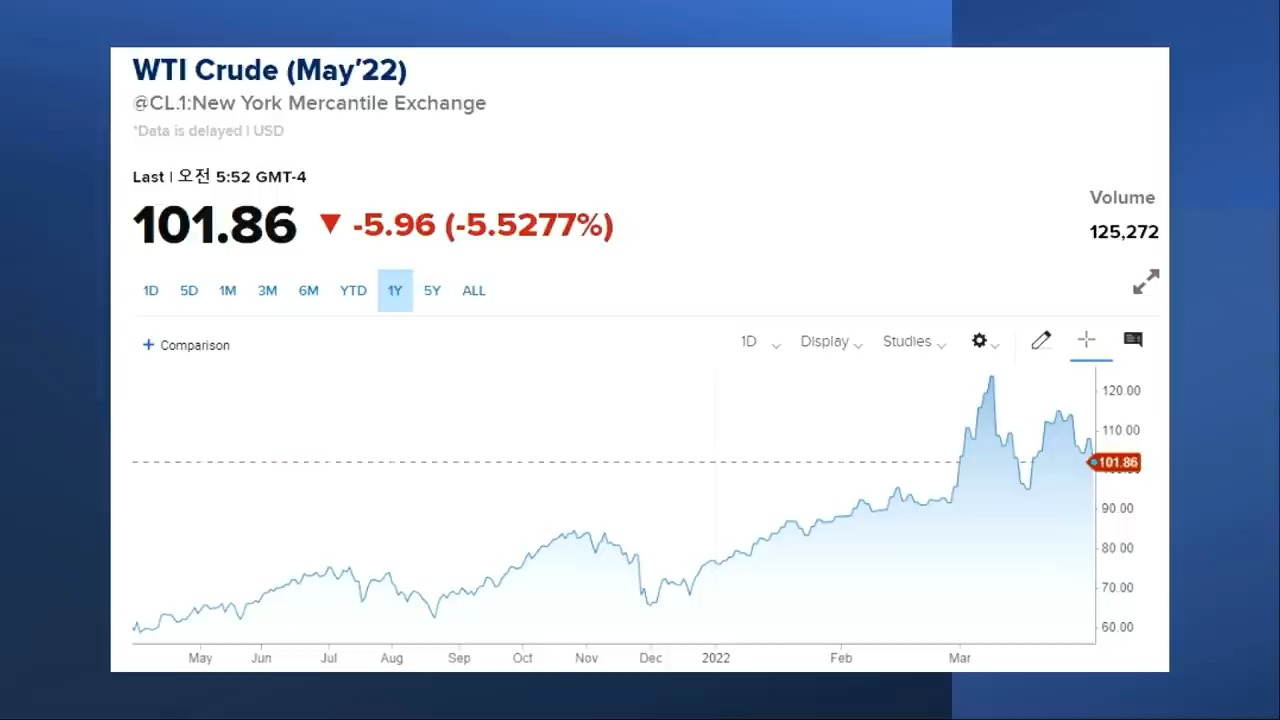 WTI Crude (May'22)
@CL.1:New York Mercantile Exchange
*Data is delayed | USD
Last | 오전 5:52 GMT-4
101.86 ▼ -5.96 (-5.5277%)
Volume
125,272
1D 5D 1M 3M 6M YTD 1Y 5Y ALL
+ Comparison
1D Display Studies
120.00
110.00
101.86
90.00
80.00
70.00
60.00
May Jun Jul Aug Sep Oct Nov Dec 2022 Feb Mar